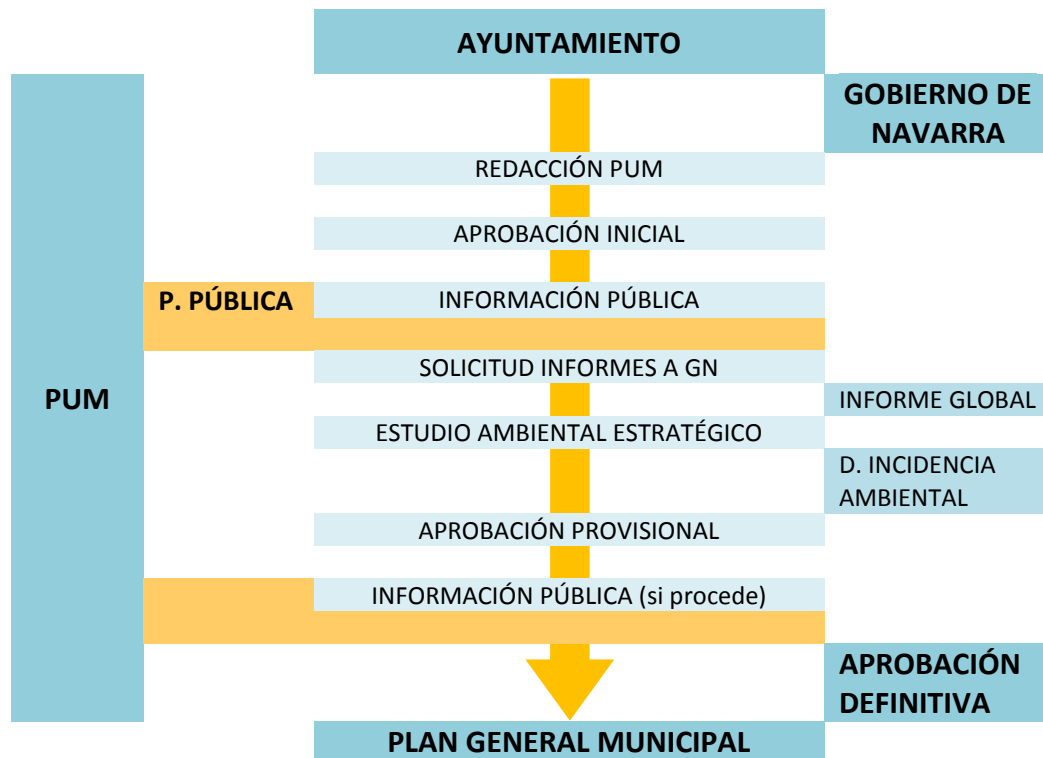 AYUNTAMIENTO
GOBIERNO DE
NAVARRA
REDACCIÓN PUM
APROBACIÓN INICIAL
P. PÚBLICA
INFORMACIÓN PÚBLICA
SOLICITUD INFORMES A GN
PUM
INFORME GLOBAL
ESTUDIO AMBIENTAL ESTRATÉGICO
D. INCIDENCIA
AMBIENTAL
APROBACIÓN PROVISIONAL
INFORMACIÓN PÚBLICA (si procede)
APROBACIÓN
DEFINITIVA
PLAN GENERAL MUNICIPAL